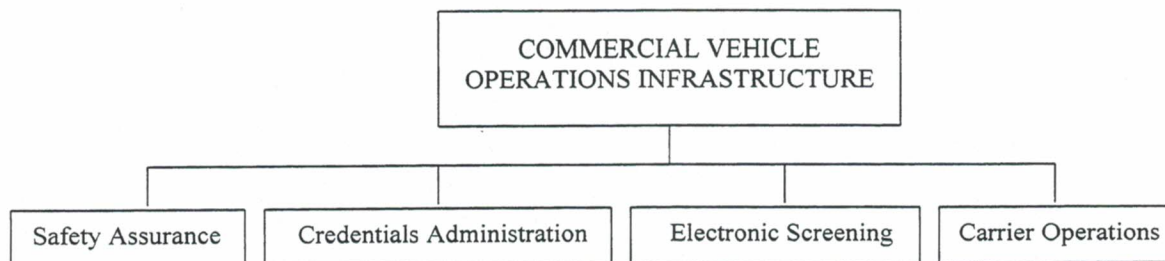 COMMERCIAL VEHICLE
OPERATIONS INFRASTRUCTURE
Safety Assurance
Credentials Administration
Electronic Screening
Carrier Operations